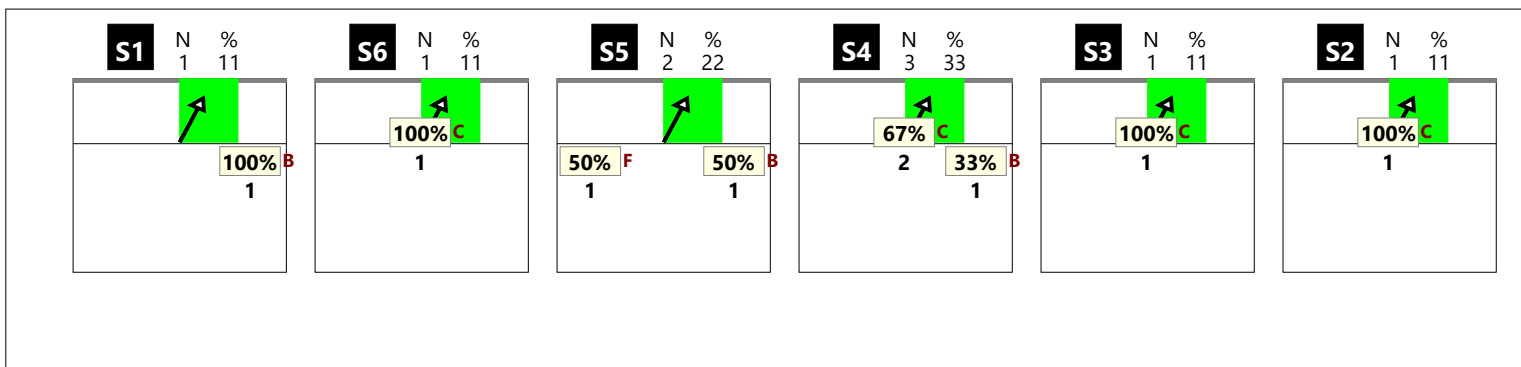 S1 N % S6 N % S5 N % S4 N % S3 N % S2 N %
1 11 1 11 2 22 3 33 1 11 1 11
100% C 67% C 100% C 100% C
100% B 1 50% F 50% B 2 33% B 1 1
1 1 1 1